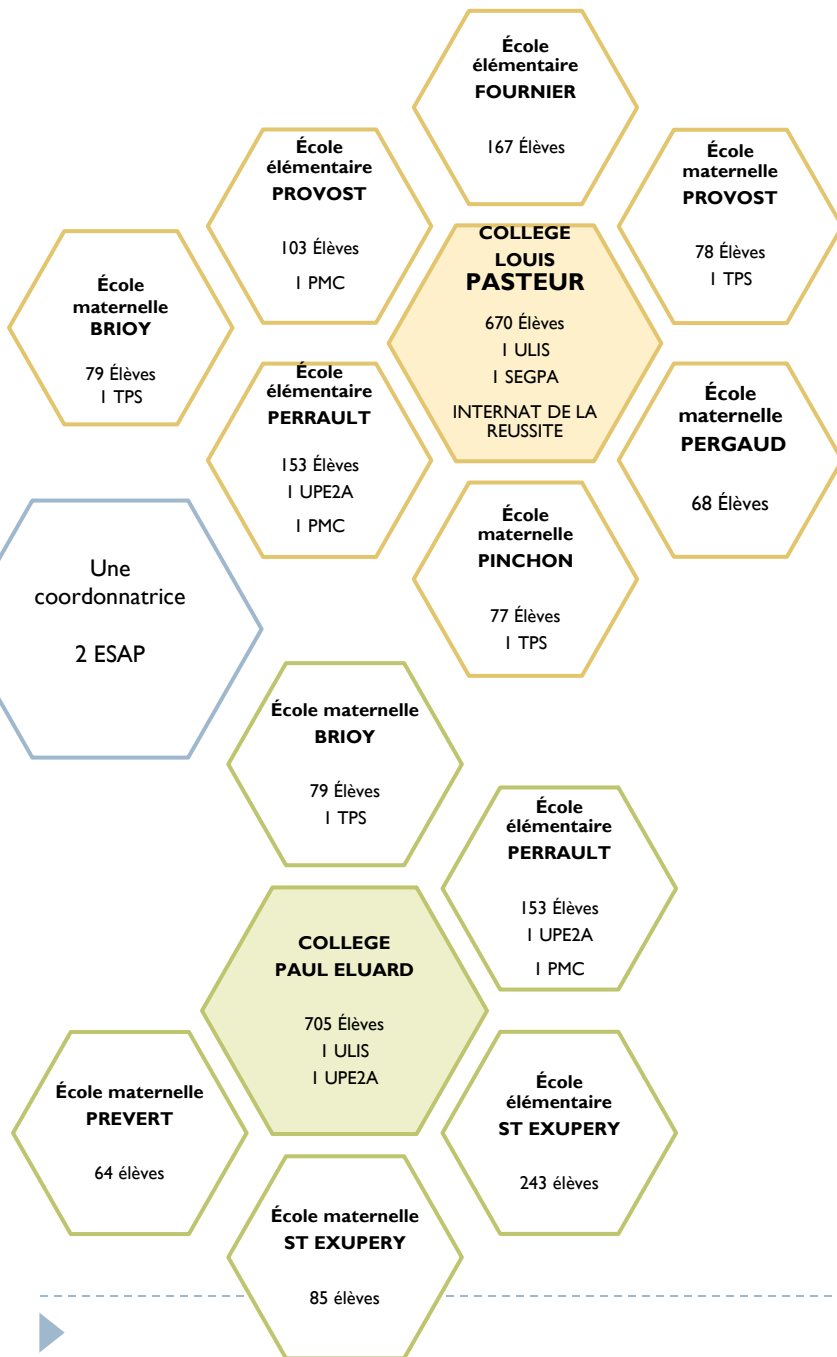 École
élémentaire
FOURNIER
167 Élèves
École
élémentaire
PROVOST
103 Élèves
1 PMC
École
maternelle
PROVOST
78 Élèves
1 TPS
École
maternelle
BRIOY
79 Élèves
1 TPS
COLLEGE
LOUIS
PASTEUR
670 Élèves
1 ULIS
1 SEGPA
INTERNAT DE LA
REUSSITE
École
élémentaire
PERRAULT
153 Élèves
1 UPE2A
1 PMC
École
maternelle
PERGAUD
68 Élèves
École
maternelle
PINCHON
77 Élèves
1 TPS
Une
coordonnatrice
2 ESAP
École maternelle
BRIOY
79 Élèves
1 TPS
École
élémentaire
PERRAULT
153 Élèves
1 UPE2A
1 PMC
COLLEGE
PAUL ELUARD
705 Élèves
1 ULIS
1 UPE2A
École maternelle
PREVERT
64 élèves
École
élémentaire
ST EXUPERY
243 élèves
École maternelle
ST EXUPERY
85 élèves